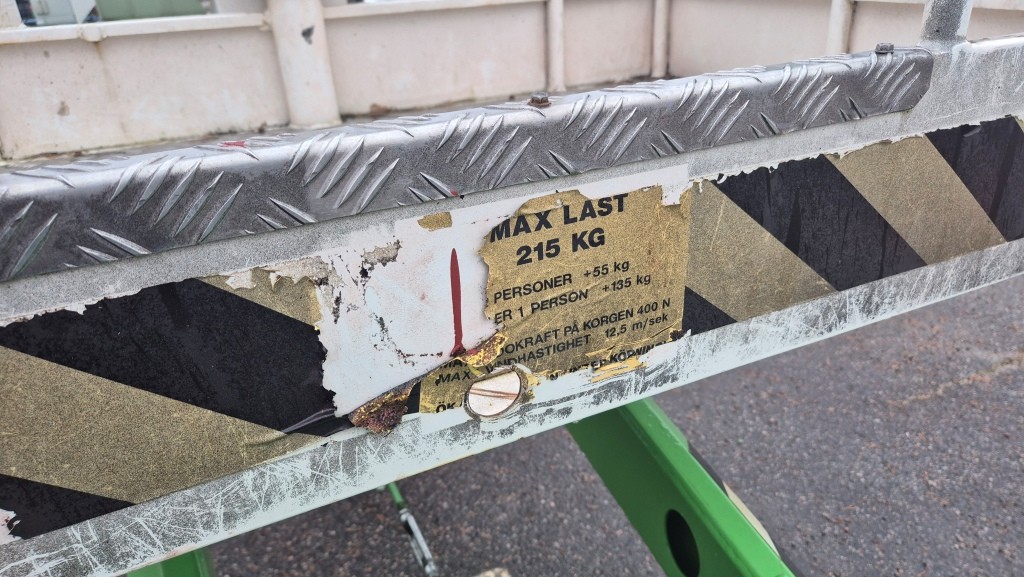 MAX LAST
215 KG
PERSONER +55 kg
ER 1 PERSON +135 kg
OKRAFT PÅ KORGEN 400 N
MAX VINDHASTIGHET 12,5 m/sek